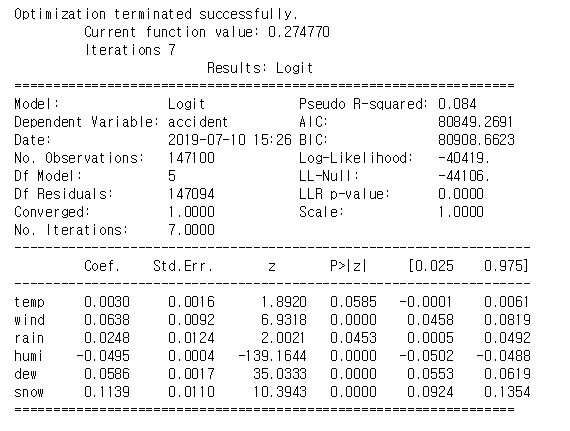 Optimization terminated successfully.
Current function value: 0.274770
Iterations 7
Results: Logit
=================================================================
Model: Logit Pseudo R-squared: 0.084
Dependent Variable: accident AIC: 80849.2691
Date: 2019-07-10 15:26 BIC: 80908.6623
No. Observations: 147100 Log-Likelihood: -40419.
Df Model: 5 LL-Null: -44106.
Df Residuals: 147094 LLR p-value: 0.0000
Converged: 1.0000 Scale: 1.0000
No. Iterations: 7.0000
-------------------------------------------------------------------
Coef. Std.Err. z P>|z| [0.025 0.975]
-------------------------------------------------------------------
temp 0.0030 0.0016 1.8920 0.0585 -0.0001 0.0061
wind 0.0638 0.0092 6.9318 0.0000 0.0458 0.0819
rain 0.0248 0.0124 2.0021 0.0453 0.0005 0.0492
humi -0.0495 0.0004 -139.1644 0.0000 -0.0502 -0.0488
dew 0.0586 0.0017 35.0333 0.0000 0.0553 0.0619
snow 0.1139 0.0110 10.3943 0.0000 0.0924 0.1354
=================================================================